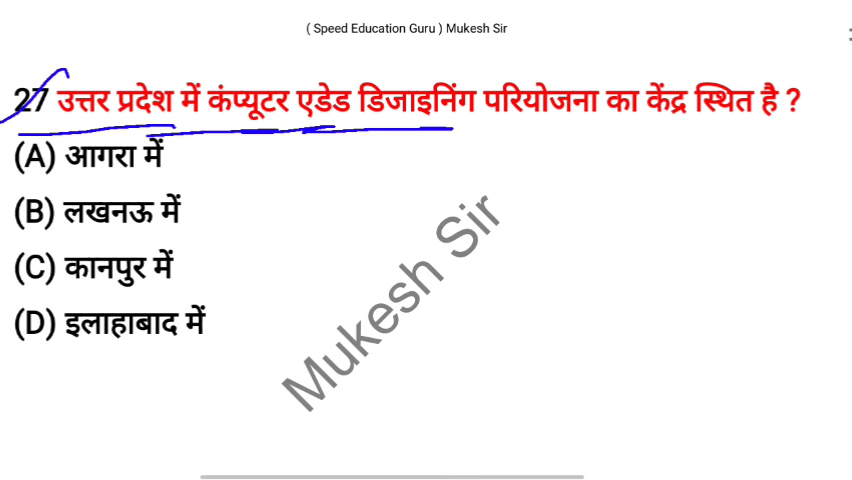 ( Speed Education Guru ) Mukesh Sir
27 उत्तर प्रदेश में कंप्यूटर एडेड डिजाइनिंग परियोजना का केंद्र स्थित है ?
(A) आगरा में
(B) लखनऊ में
(C) कानपुर में
(D) इलाहाबाद में
Mukesh Sir